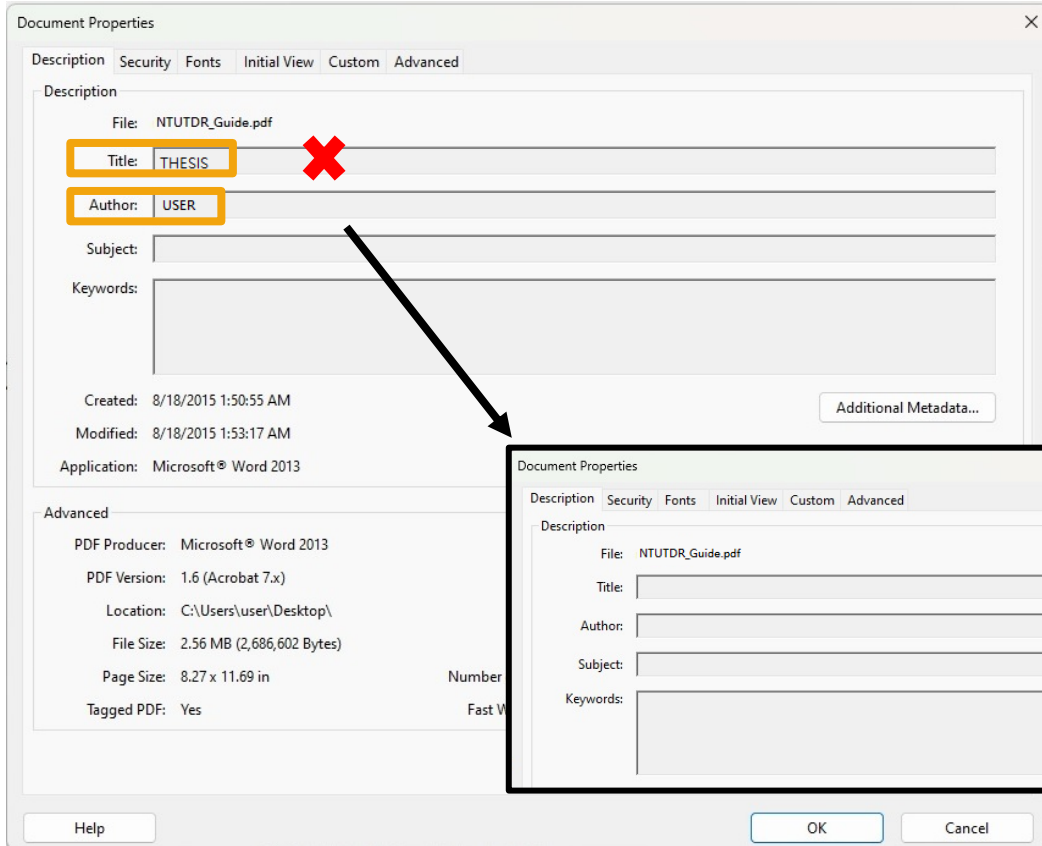 Document Properties
Description Security Fonts Initial View Custom Advanced
Description
File: NTUTDR_Guide.pdf
Title: THESIS
Author: USER
Subject:
Keywords:
Created: 8/18/2015 1:50:55 AM
Additional Metadata...
Modified: 8/18/2015 1:53:17 AM
Application: Microsoft® Word 2013
Advanced
PDF Producer: Microsoft® Word 2013
PDF Version: 1.6 (Acrobat 7.x)
Location: C:\Users\user\Desktop\
File Size: 2.56 MB (2,686,602 Bytes)
Page Size: 8.27 x 11.69 in Number
Tagged PDF: Yes Fast
Document Properties
Description Security Fonts Initial View Custom Advanced
Description
File: NTUTDR_Guide.pdf
Title:
Author:
Subject:
Keywords:
Help OK Cancel